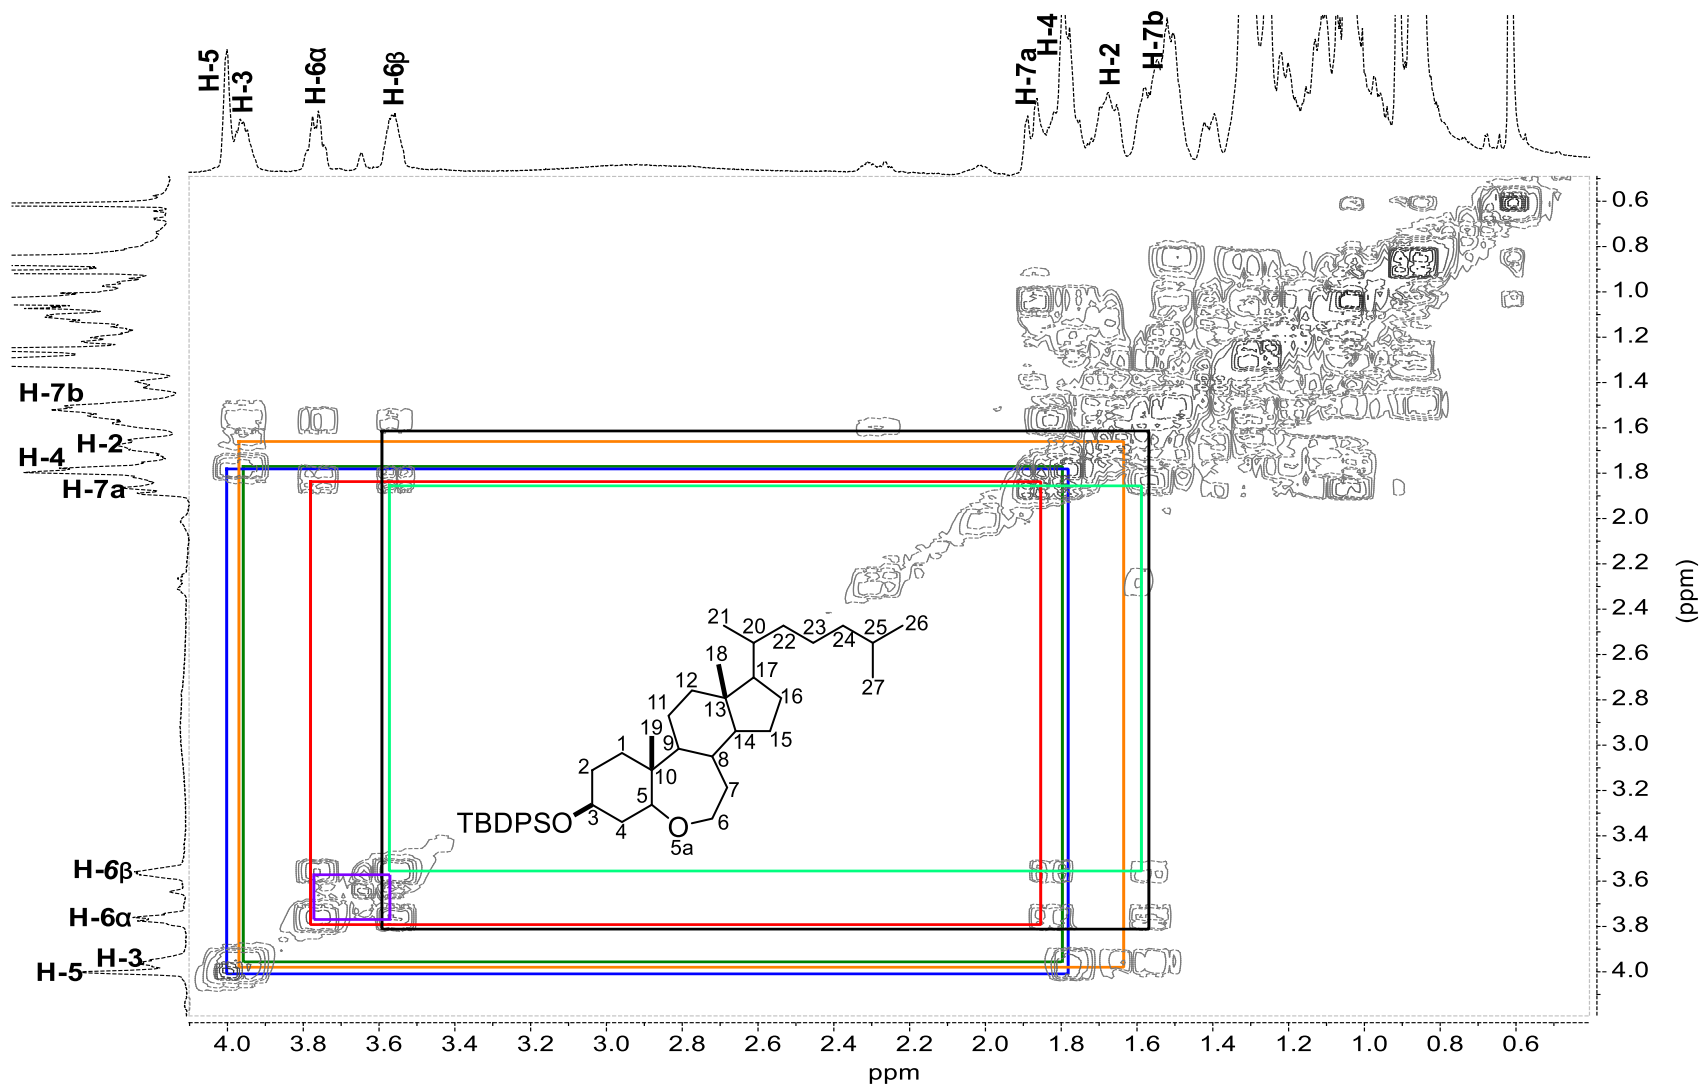 H-5
H-3
H-6α
H-6β
H-7a
H-4
H-2
H-7b
H-7b
H-2
H-4
H-7a
H-6β
H-6α
H-3
H-5
0.6
0.8
1.0
1.2
1.4
1.6
1.8
2.0
2.2
2.4
2.6
2.8
3.0
3.2
3.4
3.6
3.8
4.0
(ppm)
21
20
22
23
24
25
26
27
18
17
12
11
13
16
19
1
9
14
15
2
10
8
5
7
TBDPSO
3
4
O
6
5a
4.0 3.8 3.6 3.4 3.2 3.0 2.8 2.6 2.4 2.2 2.0 1.8 1.6 1.4 1.2 1.0 0.8 0.6
ppm